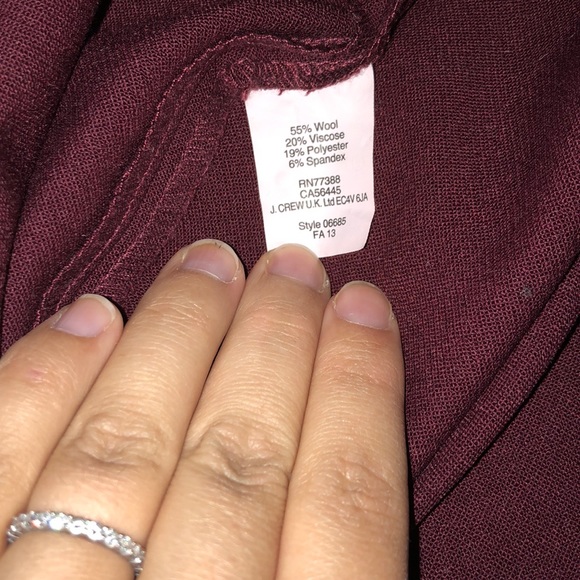 55% Wool
20% Viscose
19% Polyester
6% Spandex
RN77388
CA56445
J. CREW U.K. Ltd EC4V 6JA
Style 06685
FA 13